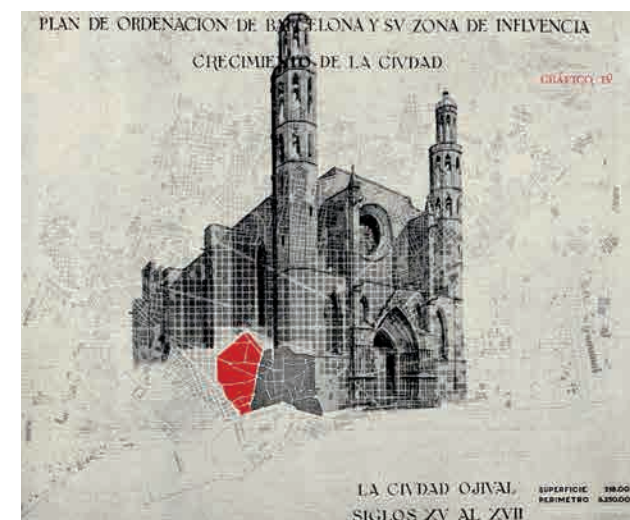 PLAN DE ORDENACION DE BARCELONA Y SV ZONA DE INFLVENCIA
CRECIMIENTO DE LA CIVDAD
GRÁFICO
LA CIVDAD OJIVAL
SIGLOS XV AL XVII
SUPERFICIE
PERIMETRO